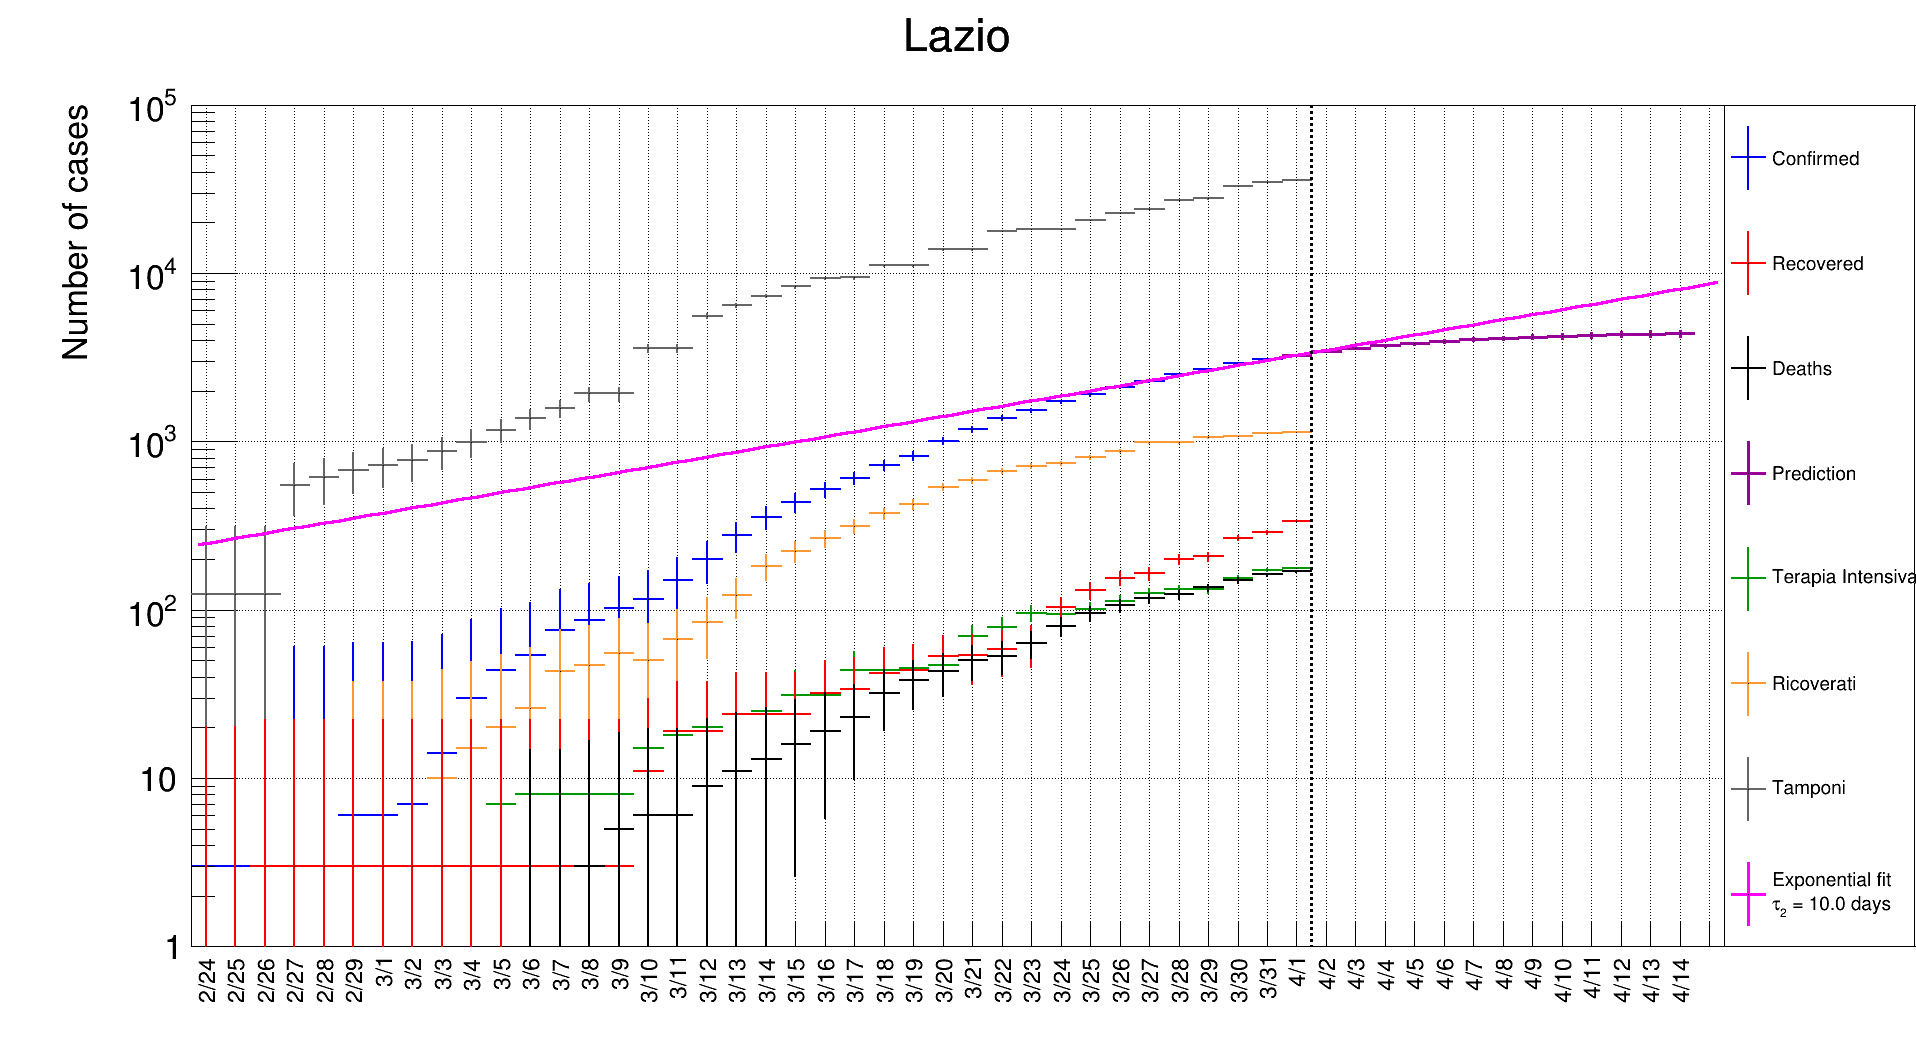 Lazio
Number of cases
10^5
10^4
10^3
10^2
10
1
2/24 2/25 2/26 2/27 2/28 2/29 3/1 3/2 3/3 3/4 3/5 3/6 3/7 3/8 3/9 3/10 3/11 3/12 3/13 3/14 3/15 3/16 3/17 3/18 3/19 3/20 3/21 3/22 3/23 3/24 3/25 3/26 3/27 3/28 3/29 3/30 3/31 4/1 4/2 4/3 4/4 4/5 4/6 4/7 4/8 4/9 4/10 4/11 4/12 4/13 4/14
Confirmed
Recovered
Deaths
Prediction
Terapia Intensiva
Ricoverati
Tamponi
Exponential fit
τ₂ = 10.0 days